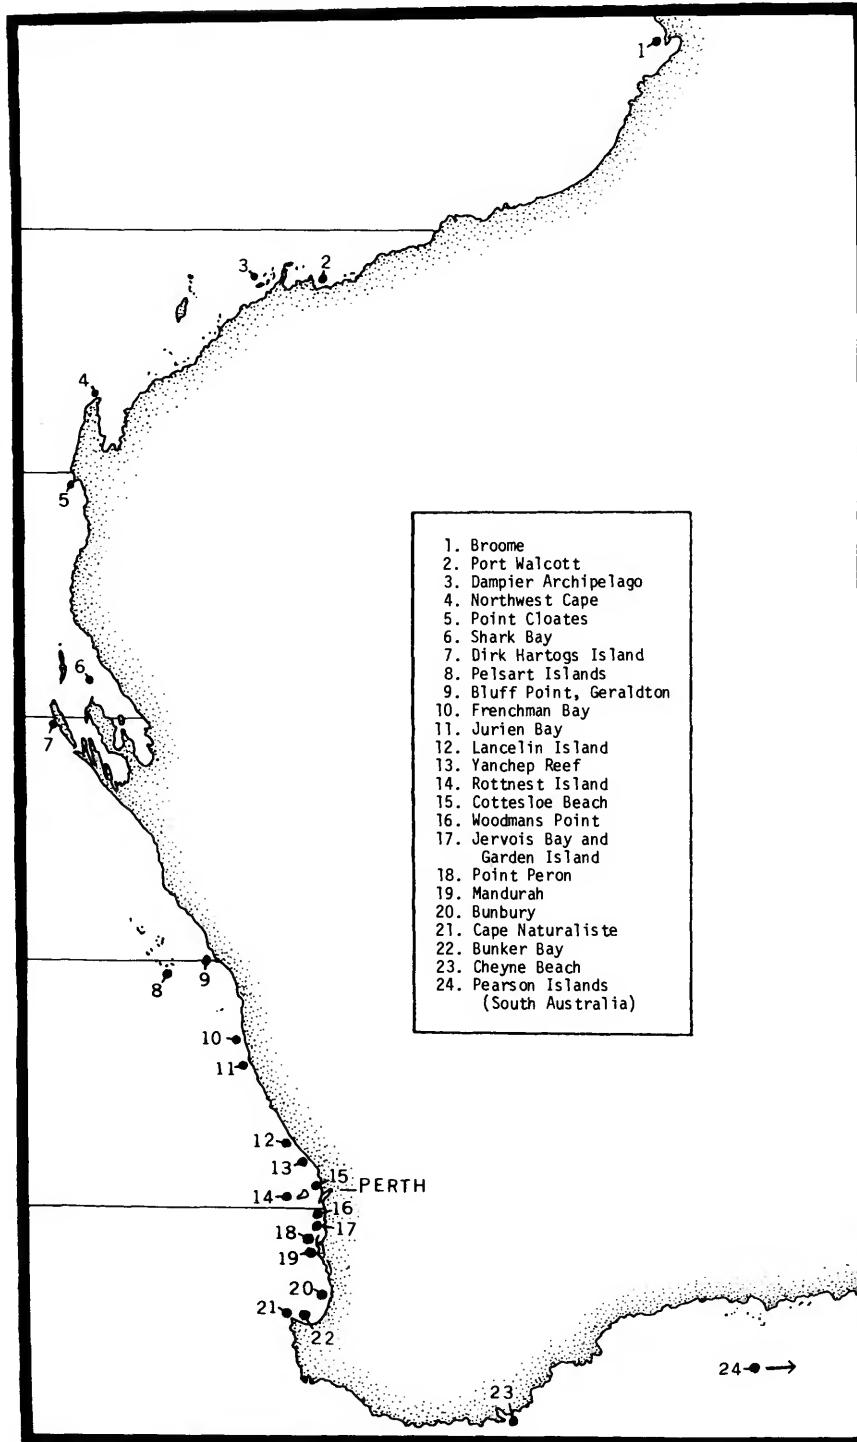 1
3
2
4
5
6
7
8
9
10
11
12
13
14
15
PERTH
16
17
18
19
20
21
22
23
24
1. Broome
2. Port Walcott
3. Dampier Archipelago
4. Northwest Cape
5. Point Cloates
6. Shark Bay
7. Dirk Hartogs Island
8. Pelsart Islands
9. Bluff Point, Geraldton
10. Frenchman Bay
11. Jurien Bay
12. Lancelin Island
13. Yanchep Reef
14. Rottnest Island
15. Cottesloe Beach
16. Woodmans Point
17. Jervois Bay and
Garden Island
18. Point Peron
19. Mandurah
20. Bunbury
21. Cape Naturaliste
22. Bunker Bay
23. Cheyne Beach
24. Pearson Islands
(South Australia)